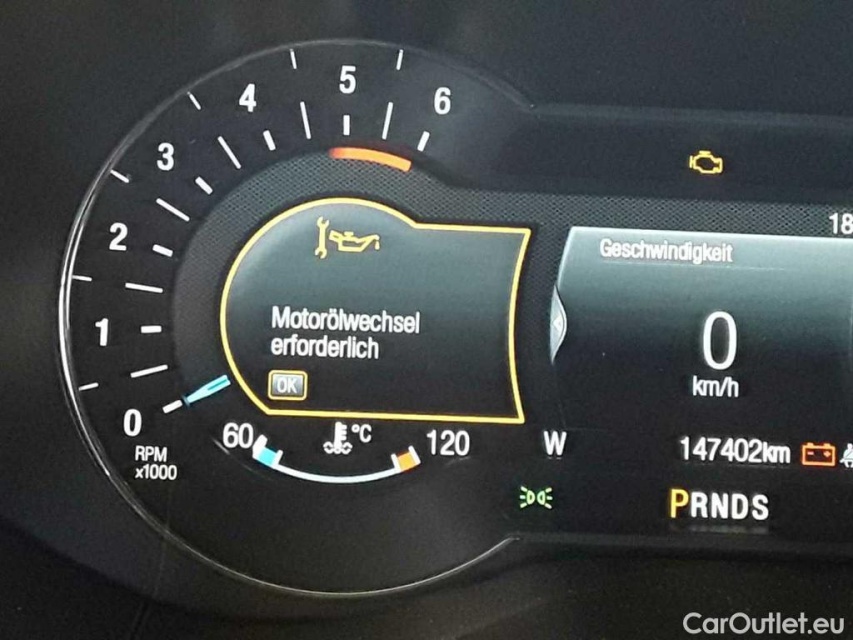 0 1 2 3 4 5 6
RPM
x1000
Motorölwechsel
erforderlich
OK
60 °C 120
18
Geschwindigkeit
0
km/h
W
147402km
PRNDS
CarOutlet.eu